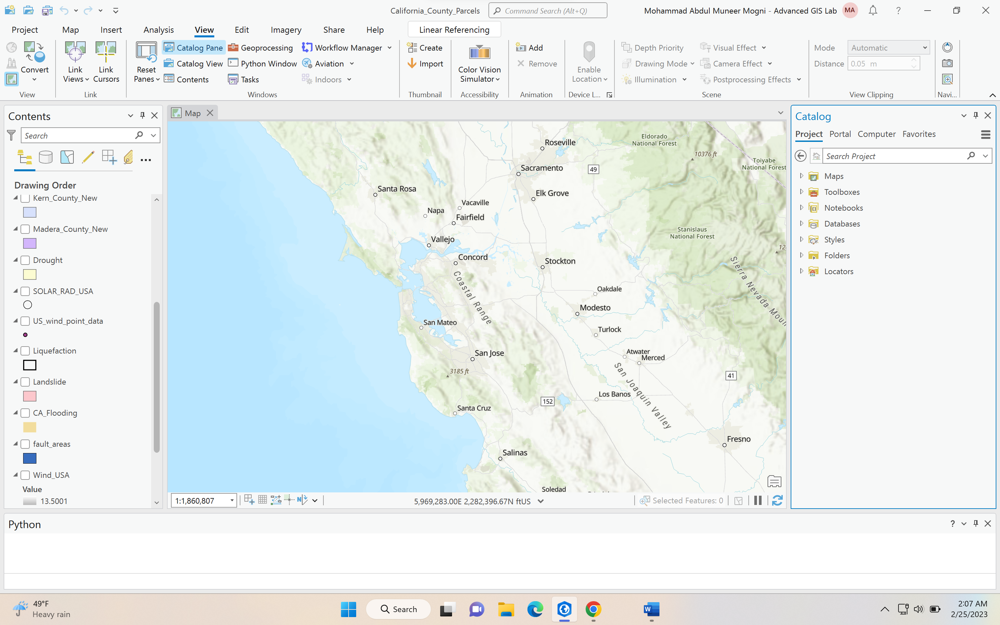 California_County_Parcels
Command Search (Alt+Q)
Mohammad Abdul Muneer Mogni - Advanced GIS Lab
MA
?
Project
Map
Insert
Analysis
View
Edit
Imagery
Share
Help
Linear Referencing
Convert
Link Views
Link Cursors
Reset Panes
Catalog Pane
Catalog View
Contents
Geoprocessing
Python Window
Tasks
Workflow Manager
Aviation
Indoors
Create
Import
Color Vision Simulator
Add
Remove
Enable Location
Depth Priority
Drawing Mode
Illumination
Visual Effect
Camera Effect
Postprocessing Effects
Mode
Automatic
Distance
0.05 m
View
Link
Windows
Thumbnail
Accessibility
Animation
Device L...
Scene
View Clipping
Navi...
Contents
Search
Drawing Order
Kern_County_New
Madera_County_New
Drought
SOLAR_RAD_USA
US_wind_point_data
Liquefaction
Landslide
CA_Flooding
fault_areas
Wind_USA
Value
13.5001
Map
Eldorado
National Forest
Roseville
10376 ft
Toiyabe
National Forest
Sacramento
49
Santa Rosa
Elk Grove
Vacaville
Napa
Fairfield
Stanislaus
National Forest
Vallejo
Concord
Stockton
Coastal Range
Oakdale
Modesto
San Mateo
Turlock
San Jose
Atwater
Merced
3185 ft
41
San Joaquin Valley
Los Banos
152
Santa Cruz
Fresno
Salinas
Soledad
Sierra Nevada Moun
1:1,860,807
N
5,969,283.00E 2,282,396.67N ftUS
Selected Features: 0
Catalog
Project
Portal
Computer
Favorites
Search Project
Maps
Toolboxes
Notebooks
Databases
Styles
Folders
Locators
Python
?
49°F
Heavy rain
Search
W
2:07 AM
2/25/2023